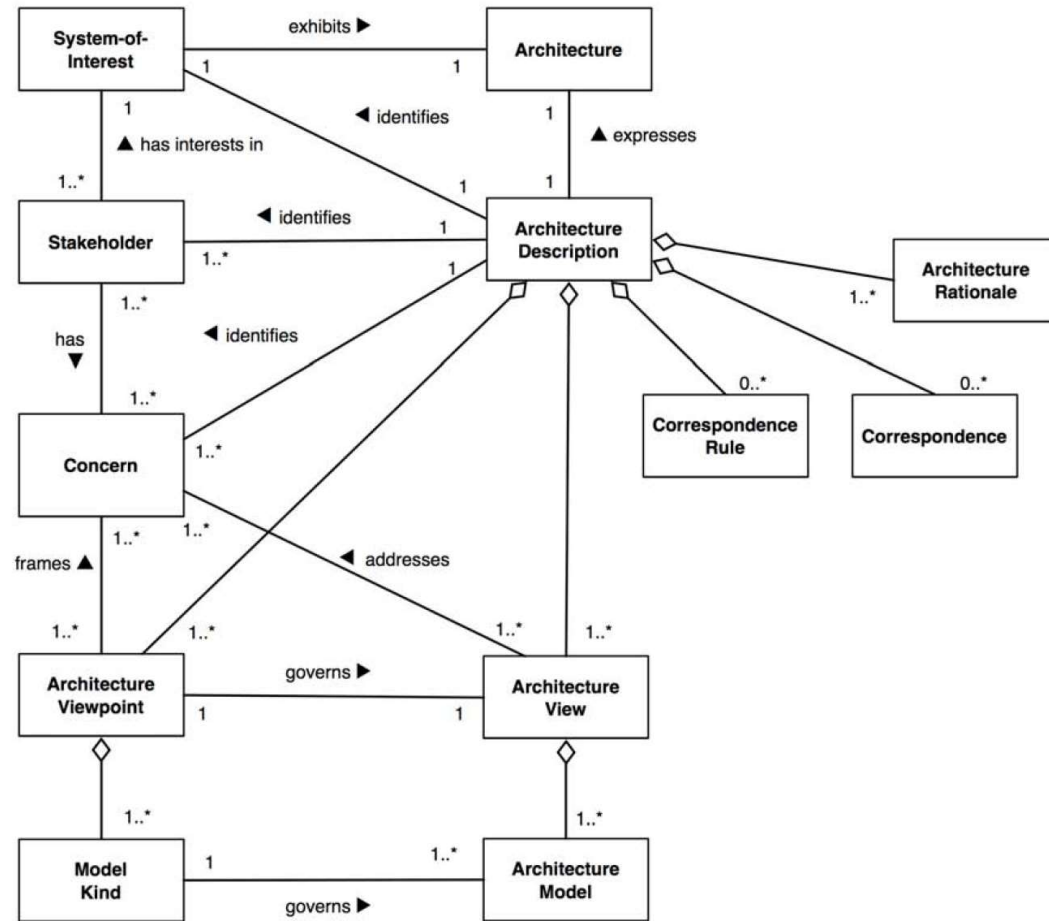 System-of-
Interest
exhibits ►
Architecture
1
1
1
◄ identifies
1
▲ has interests in
▲ expresses
1..*
1
1
Stakeholder
◄ identifies
1
Architecture
Description
1..*
1
Architecture
Rationale
1..*
1..*
has
▼
◄ identifies
1..*
0..*
0..*
Concern
1..*
Correspondence
Rule
Correspondence
1..*
1..*
frames ▲
◄ addresses
1..*
1..*
1..*
1..*
Architecture
Viewpoint
governs ►
Architecture
View
1
1
1..*
1..*
Model
Kind
1
1..*
Architecture
Model
governs ►